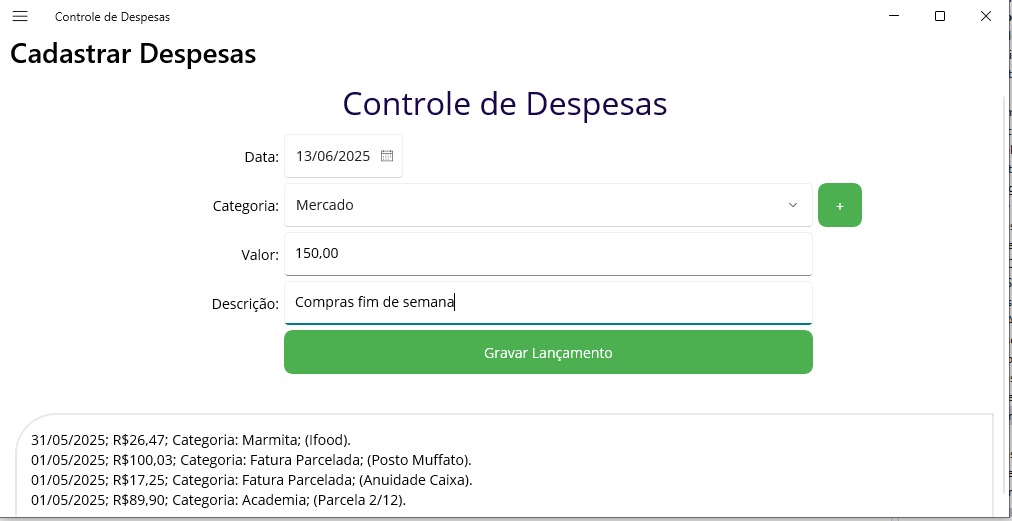 Controle de Despesas
Cadastrar Despesas
Controle de Despesas
Data: 13/06/2025
Categoria: Mercado +
Valor: 150,00
Descrição: Compras fim de semana
Gravar Lançamento
31/05/2025; R$26,47; Categoria: Marmita; (Ifood).
01/05/2025; R$100,03; Categoria: Fatura Parcelada; (Posto Muffato).
01/05/2025; R$17,25; Categoria: Fatura Parcelada; (Anuidade Caixa).
01/05/2025; R$89,90; Categoria: Academia; (Parcela 2/12).